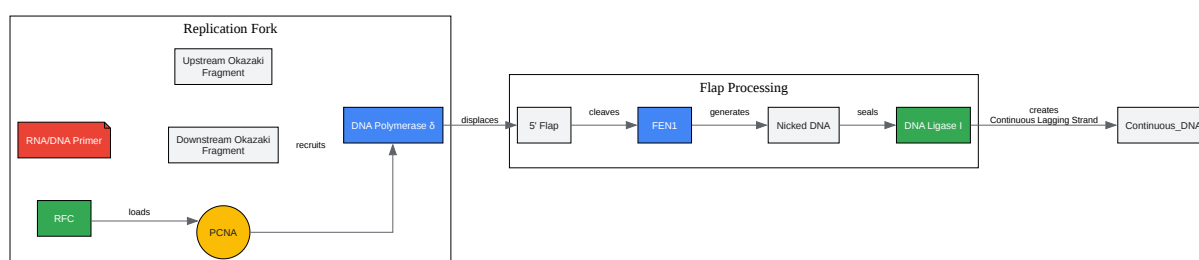 Replication Fork
Upstream Okazaki
Fragment
RNA/DNA Primer
Downstream Okazaki
Fragment
recruits
DNA Polymerase δ
RFC
loads
PCNA
displaces
Flap Processing
5' Flap
cleaves
FEN1
generates
Nicked DNA
seals
DNA Ligase I
creates
Continuous Lagging Strand
Continuous_DNA